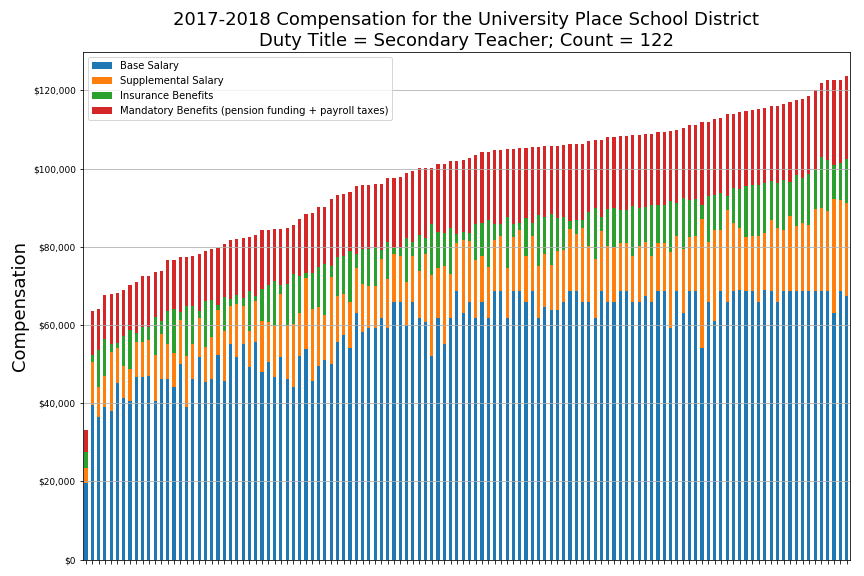 2017-2018 Compensation for the University Place School District
Duty Title = Secondary Teacher; Count = 122
Base Salary
Supplemental Salary
Insurance Benefits
Mandatory Benefits (pension funding + payroll taxes)
Compensation
$120,000
$100,000
$80,000
$60,000
$40,000
$20,000
$0